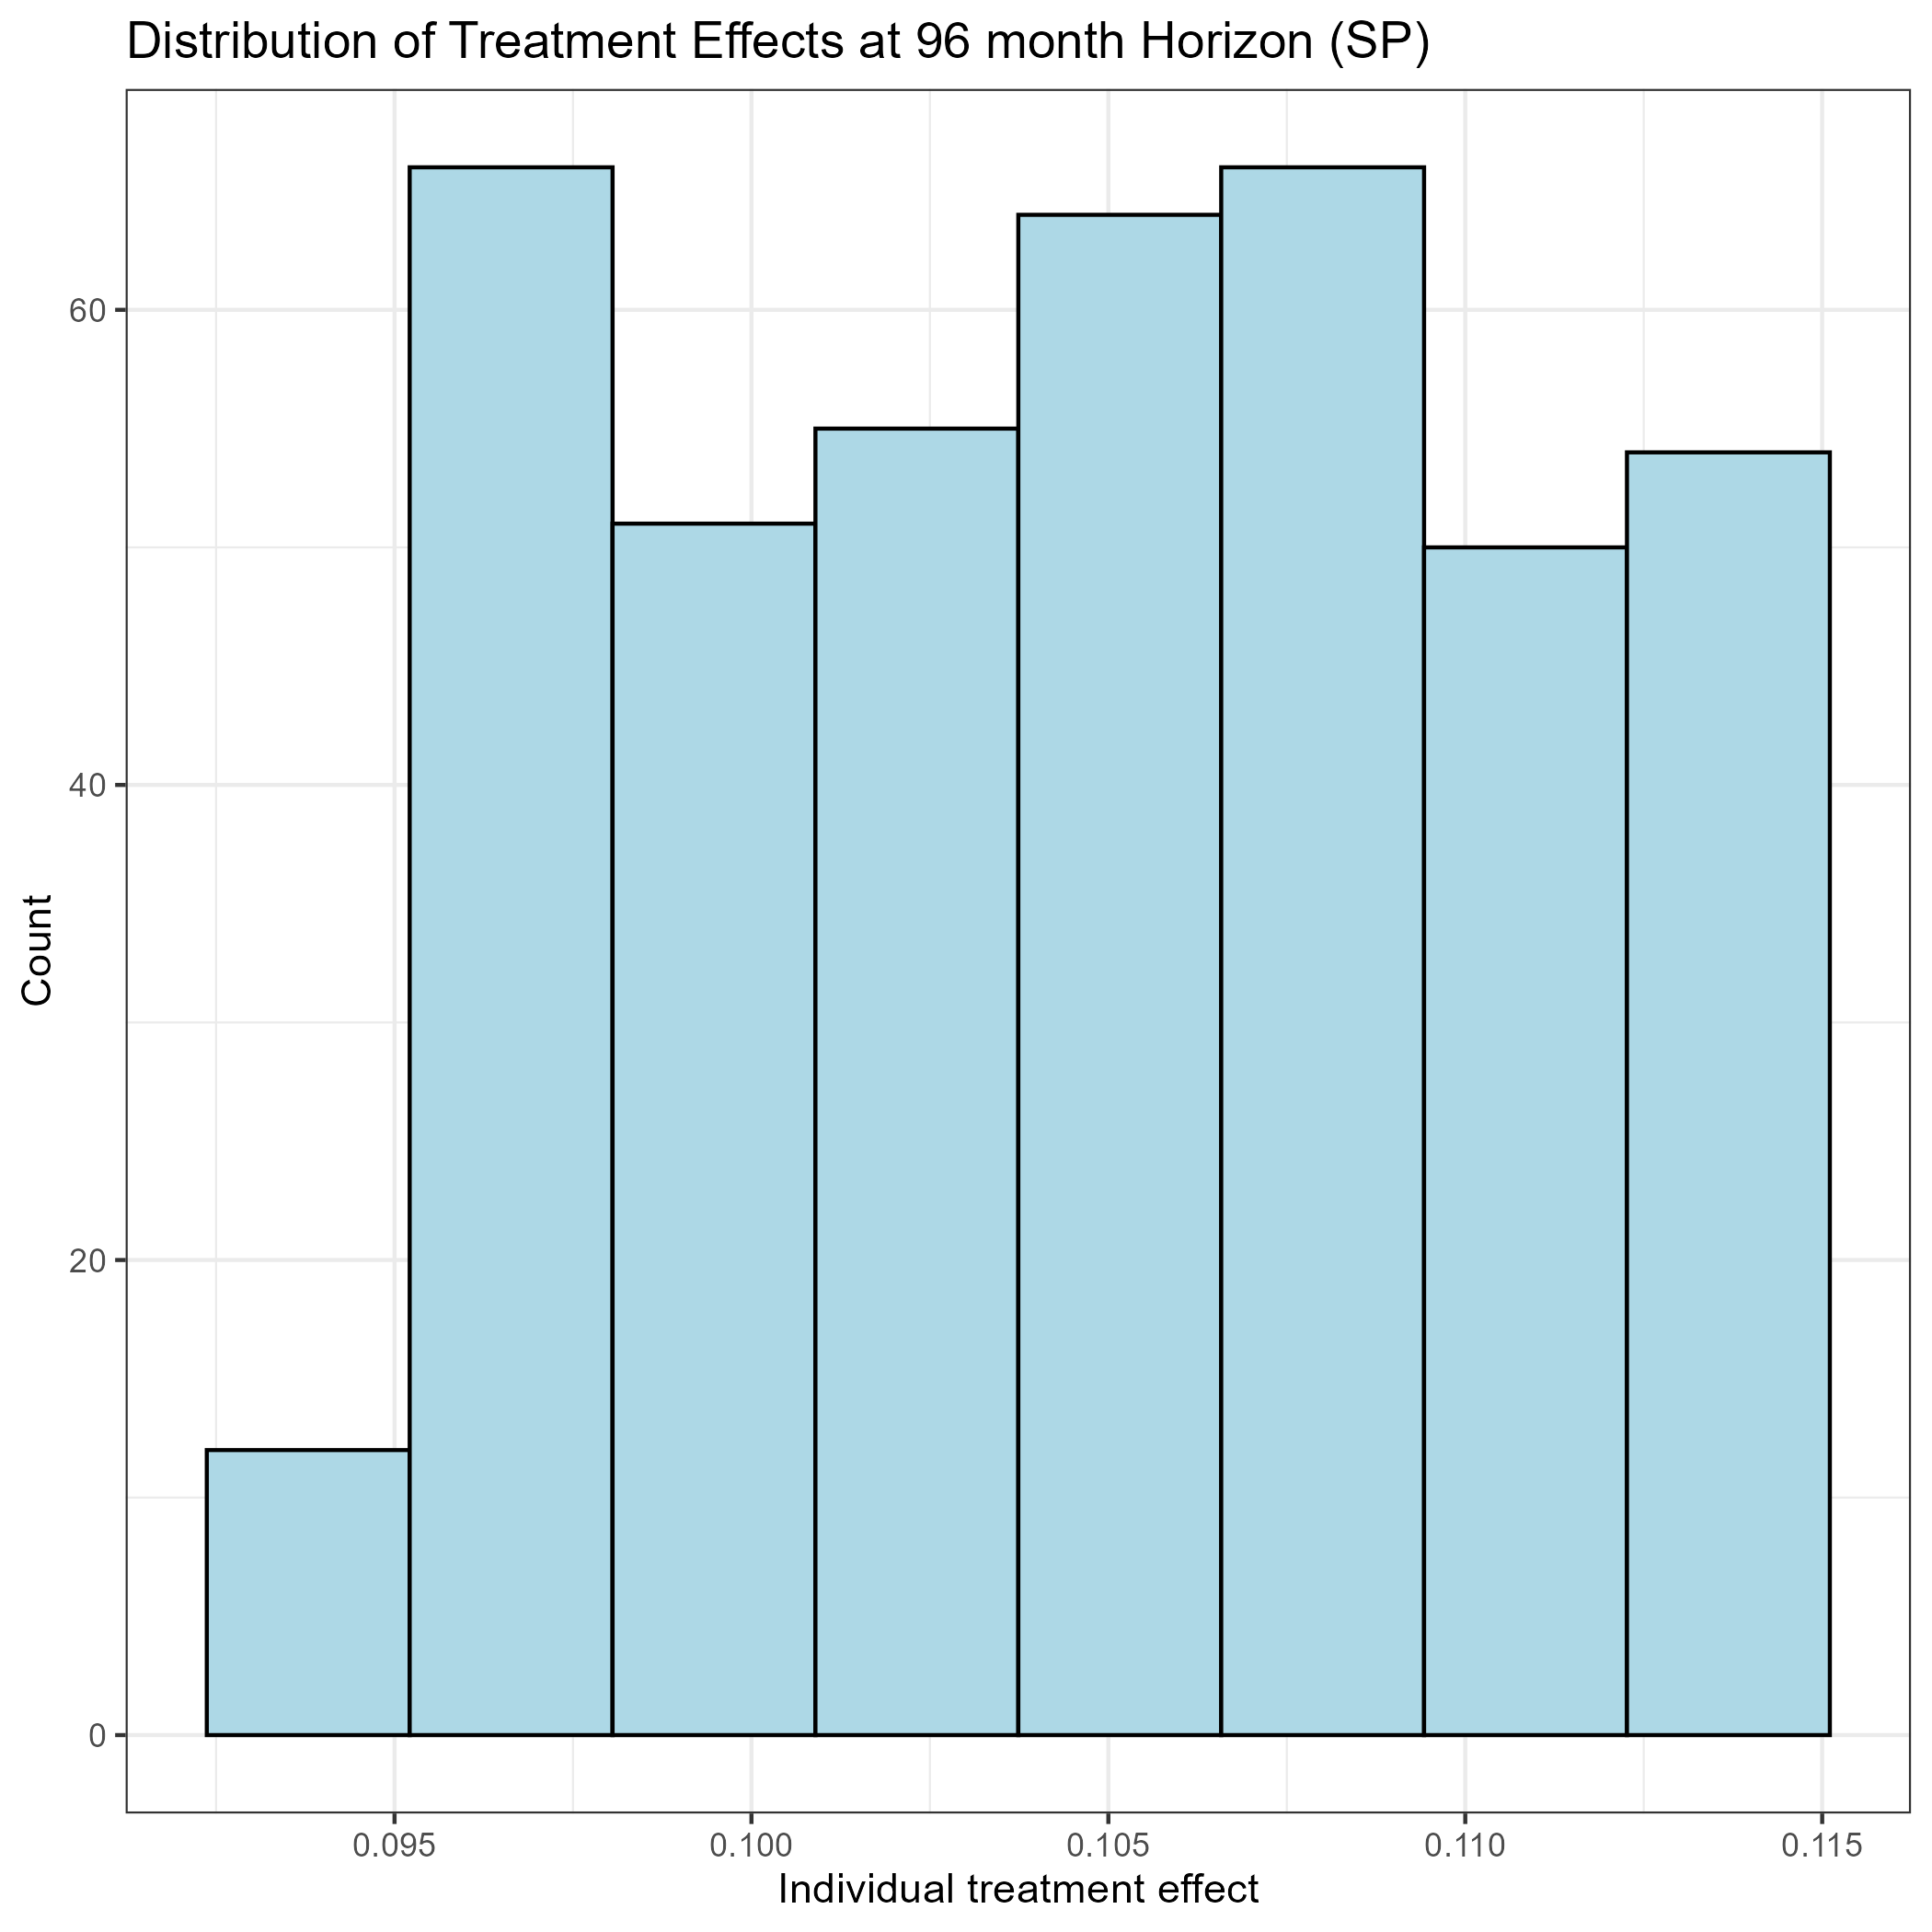 Distribution of Treatment Effects at 96 month Horizon (SP)
60
40
20
0
Count
0.095 0.100 0.105 0.110 0.115
Individual treatment effect